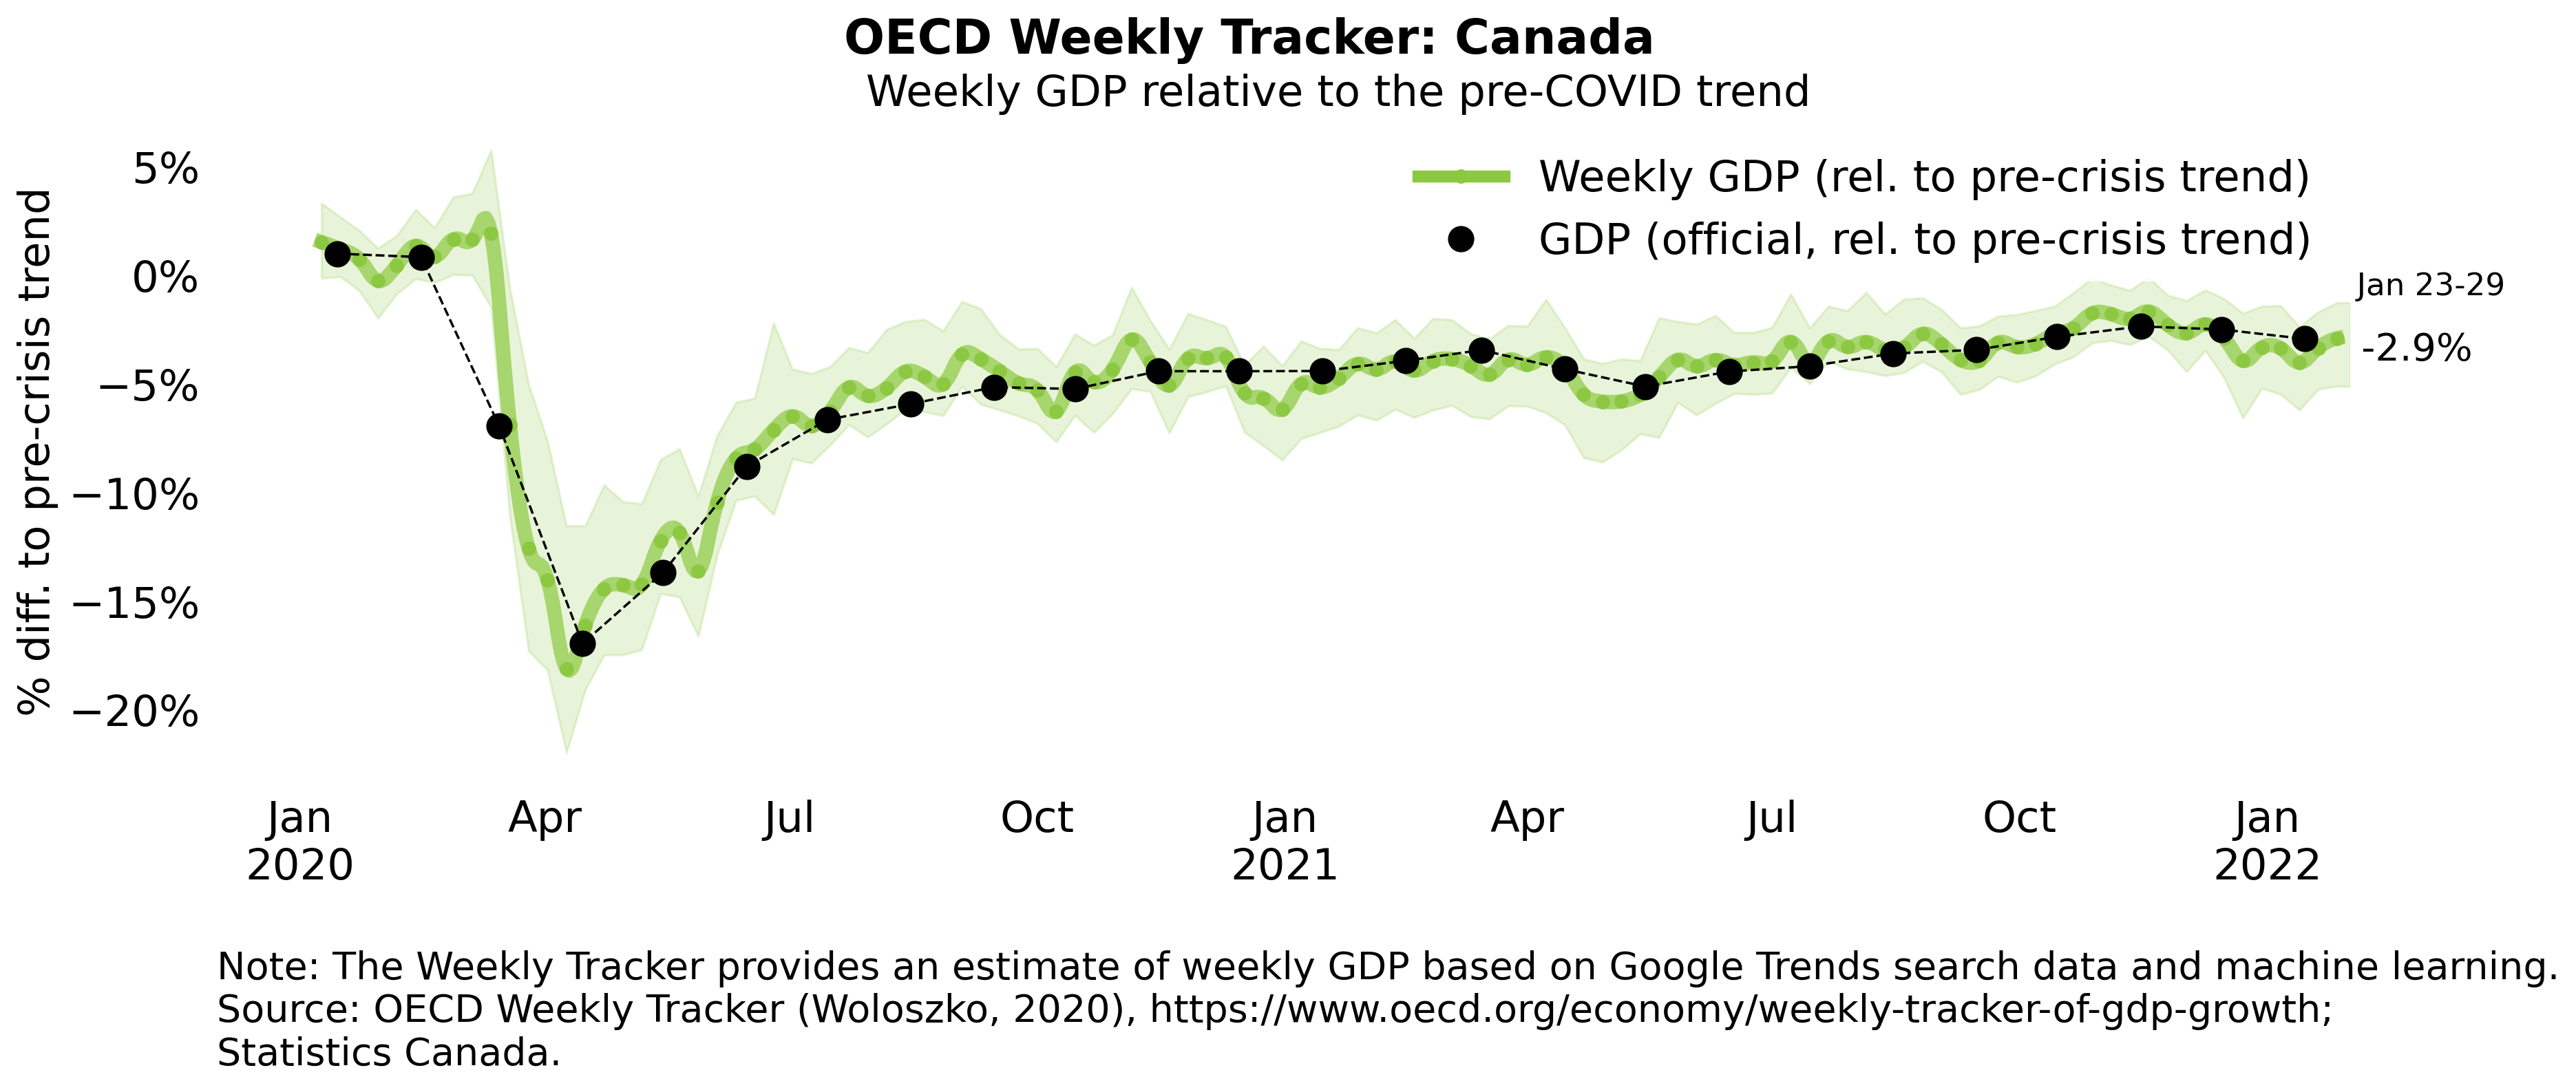 OECD Weekly Tracker: Canada
Weekly GDP relative to the pre-COVID trend
% diff. to pre-crisis trend
5%
0%
−5%
−10%
−15%
−20%
Weekly GDP (rel. to pre-crisis trend)
GDP (official, rel. to pre-crisis trend)
Jan 23-29
-2.9%
Jan Apr Jul Oct Jan Apr Jul Oct Jan
2020 2021 2022
Note: The Weekly Tracker provides an estimate of weekly GDP based on Google Trends search data and machine learning.
Source: OECD Weekly Tracker (Woloszko, 2020), https://www.oecd.org/economy/weekly-tracker-of-gdp-growth;
Statistics Canada.